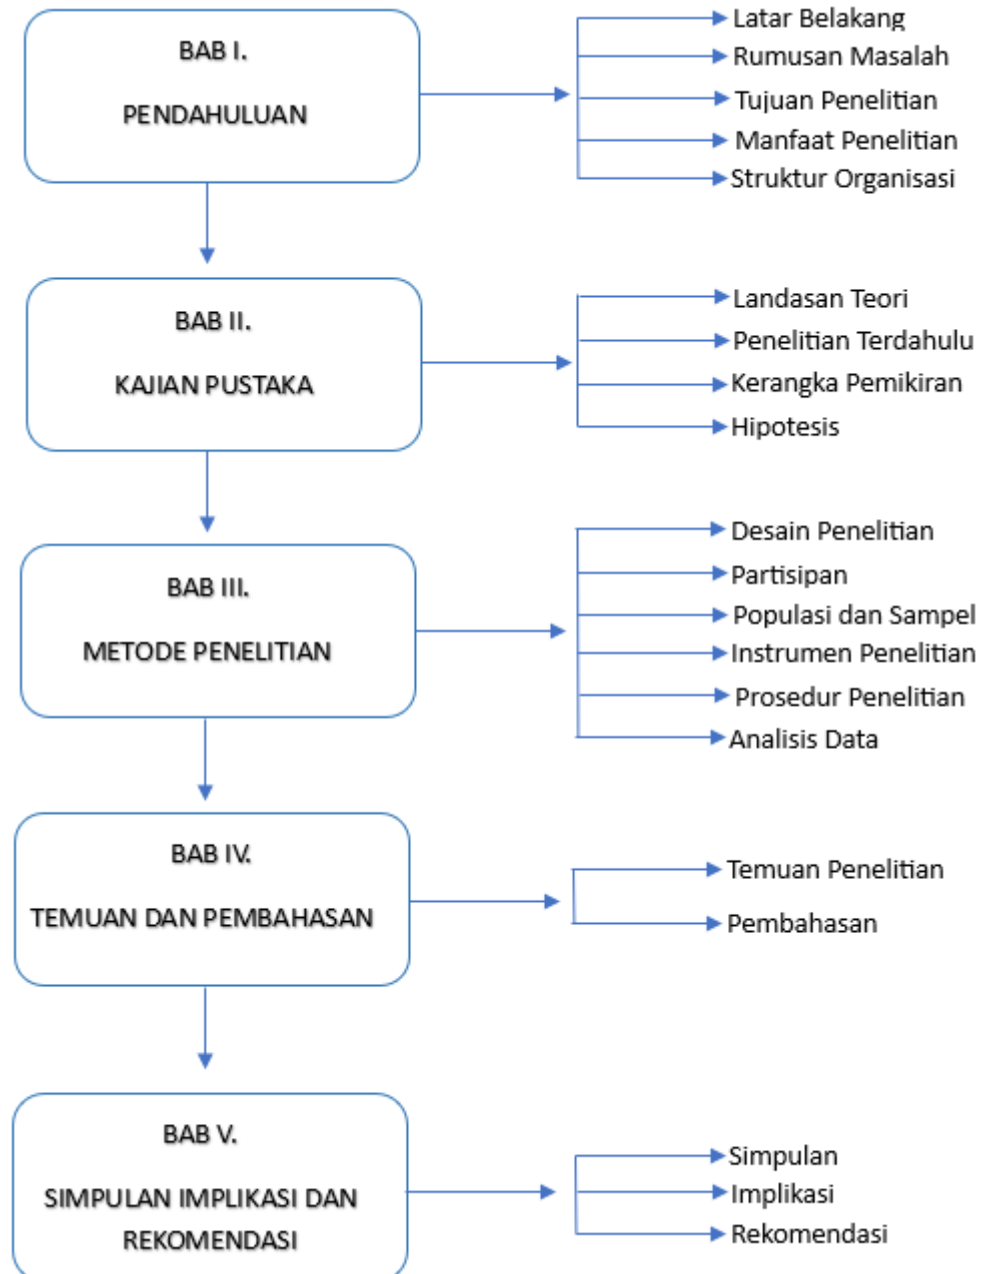 BAB I.
PENDAHULUAN
Latar Belakang
Rumusan Masalah
Tujuan Penelitian
Manfaat Penelitian
Struktur Organisasi
BAB II.
KAJIAN PUSTAKA
Landasan Teori
Penelitian Terdahulu
Kerangka Pemikiran
Hipotesis
BAB III.
METODE PENELITIAN
Desain Penelitian
Partisipan
Populasi dan Sampel
Instrumen Penelitian
Prosedur Penelitian
Analisis Data
BAB IV.
TEMUAN DAN PEMBAHASAN
Temuan Penelitian
Pembahasan
BAB V.
SIMPULAN IMPLIKASI DAN
REKOMENDASI
Simpulan
Implikasi
Rekomendasi